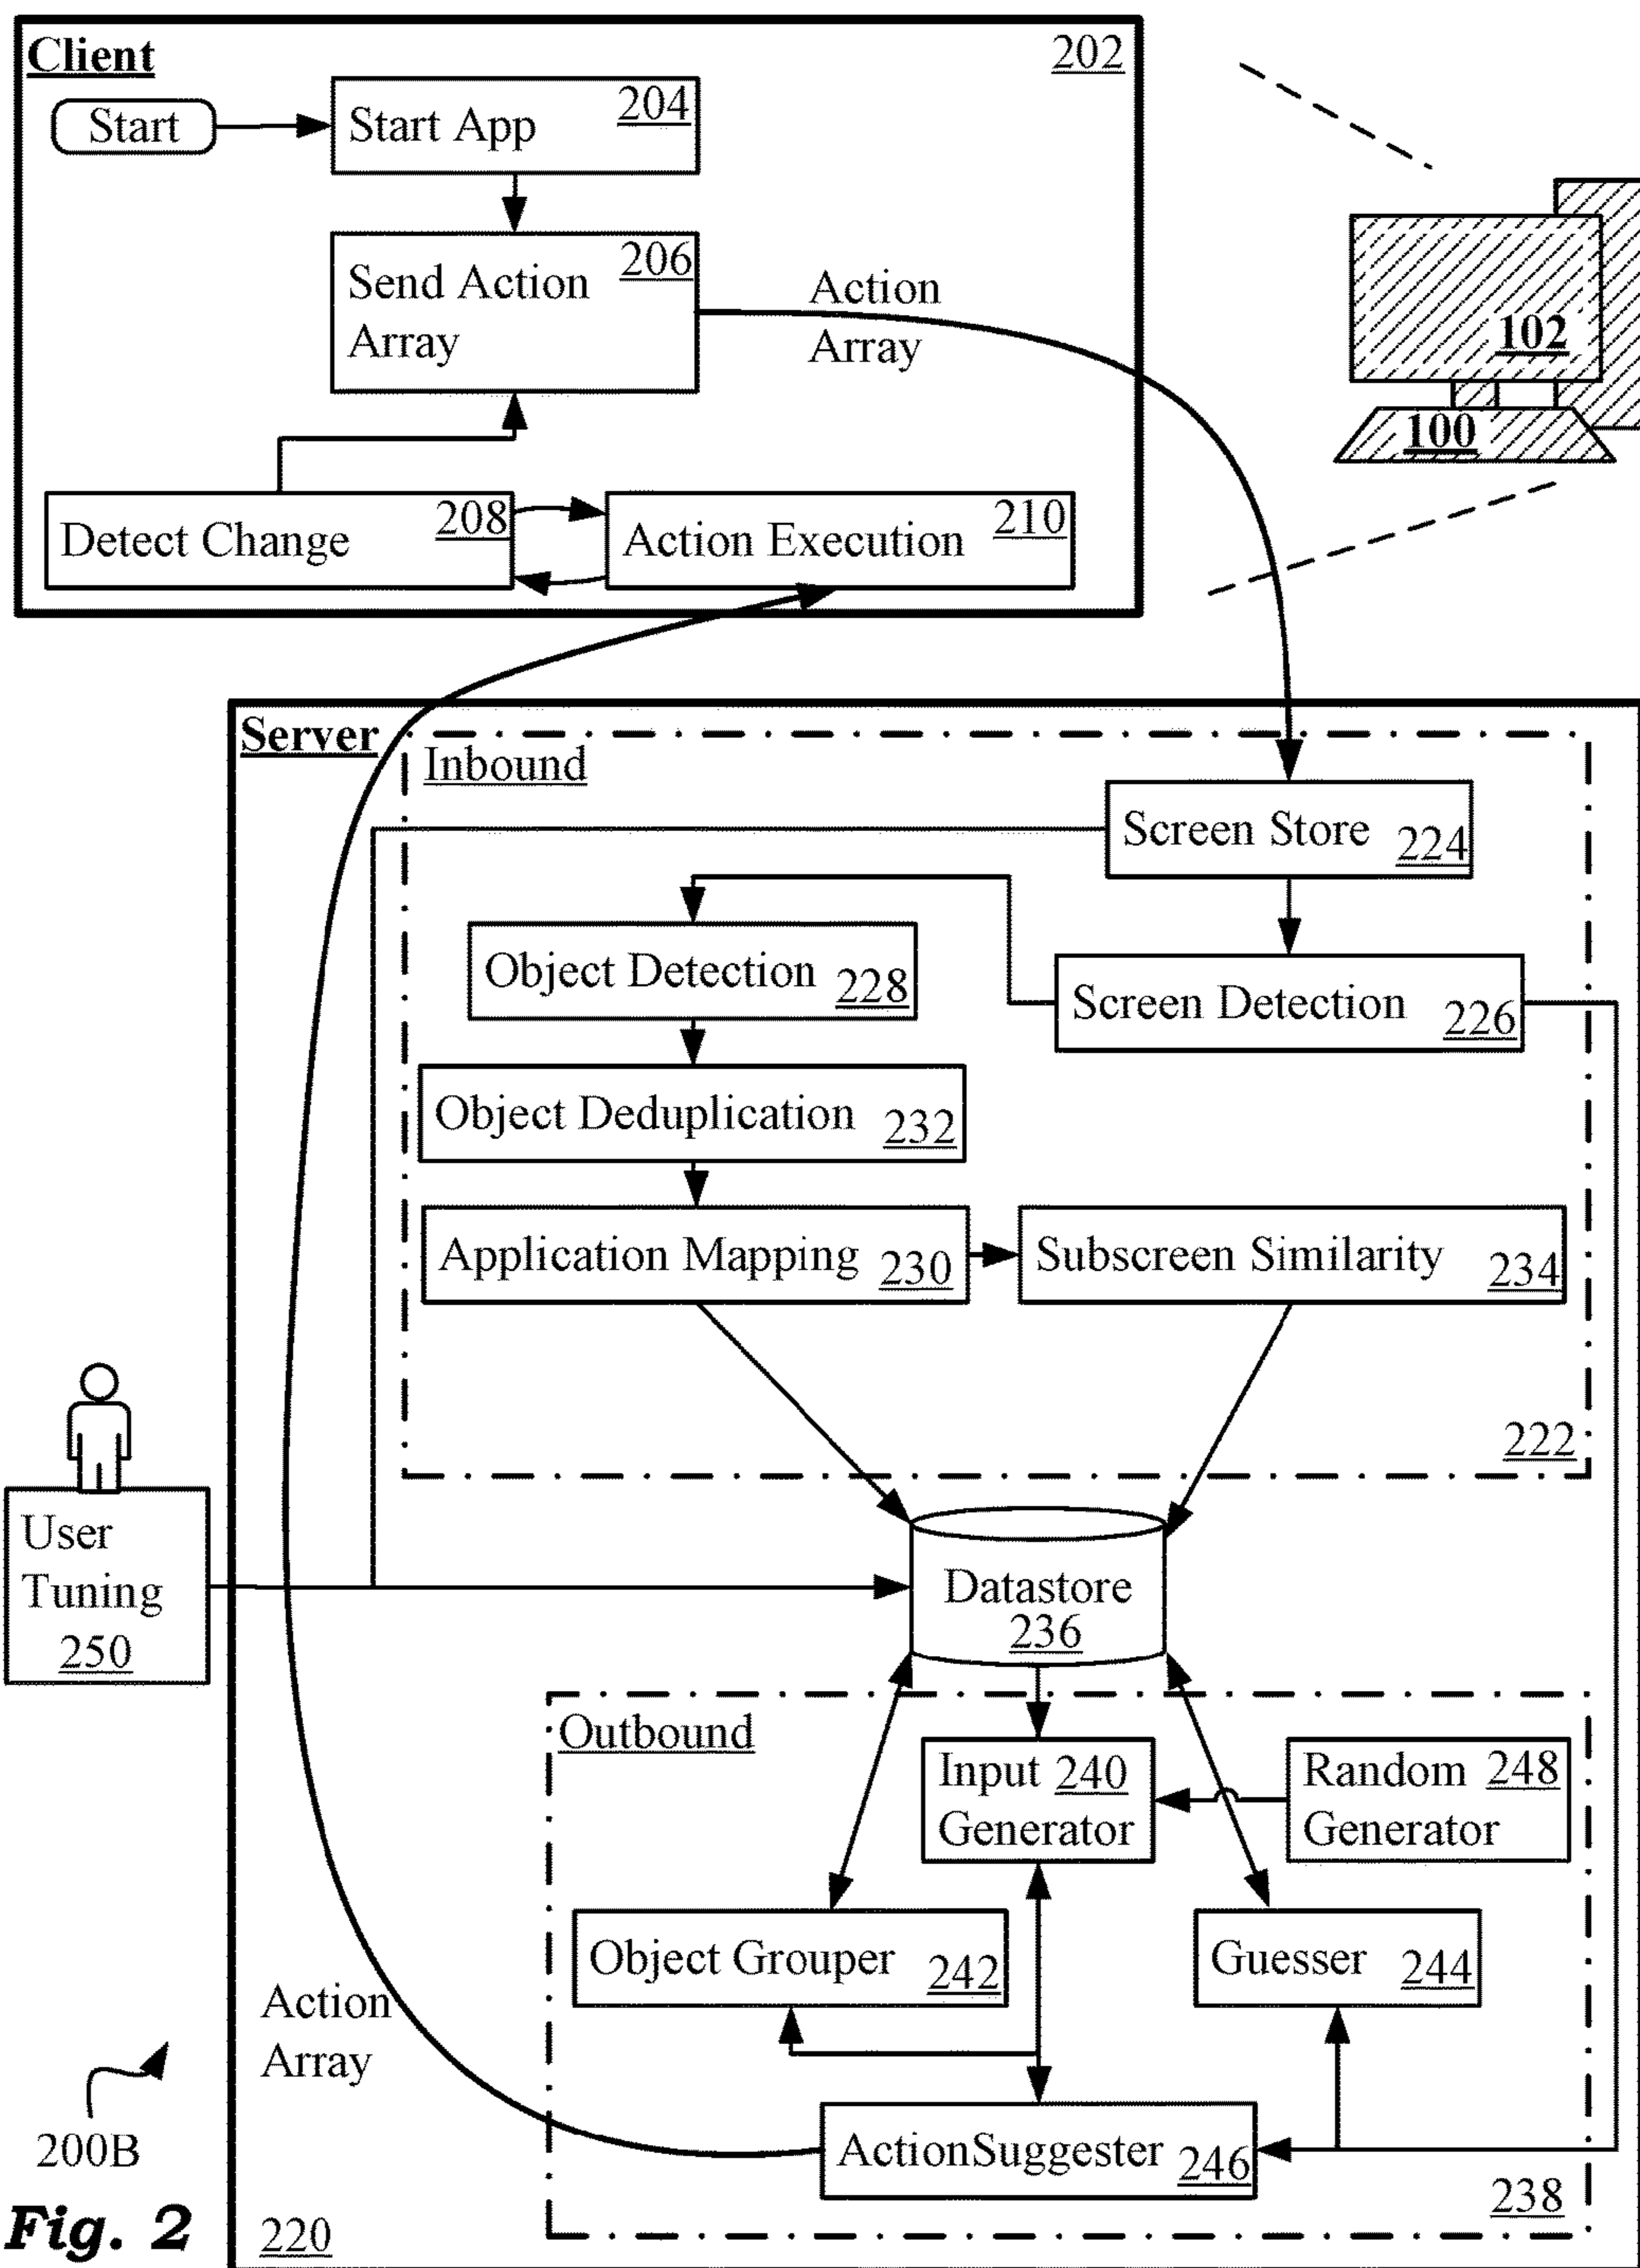 Client
202
Start
Start App
204
Send Action
Array
206
Action
Array
102
100
Detect Change
208
Action Execution
210
Server
Inbound
Screen Store
224
Object Detection
228
Screen Detection
226
Object Deduplication
232
Application Mapping
230
Subscreen Similarity
234
222
User
Tuning
250
Datastore
236
Outbound
Input 240
Generator
Random 248
Generator
Object Grouper
242
Guesser
244
Action
Array
ActionSuggester
246
200B
238
Fig. 2
220